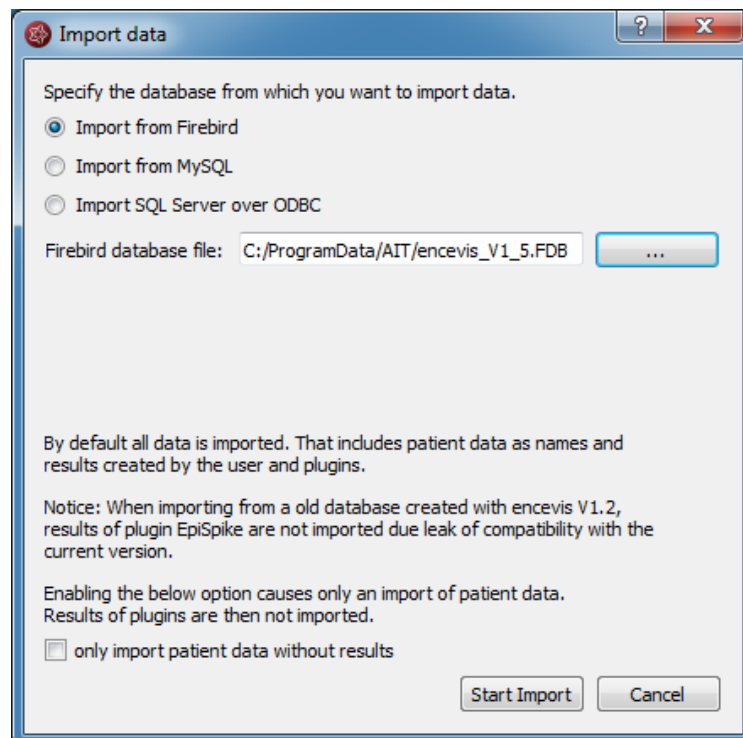 Import data
Specify the database from which you want to import data.
Import from Firebird
Import from MySQL
Import SQL Server over ODBC
Firebird database file: C:/ProgramData/AIT/encevis_V1_5.FDB ...
By default all data is imported. That includes patient data as names and
results created by the user and plugins.
Notice: When importing from a old database created with encevis V1.2,
results of plugin EpiSpike are not imported due leak of compatibility with the
current version.
Enabling the below option causes only an import of patient data.
Results of plugins are then not imported.
only import patient data without results
Start Import Cancel